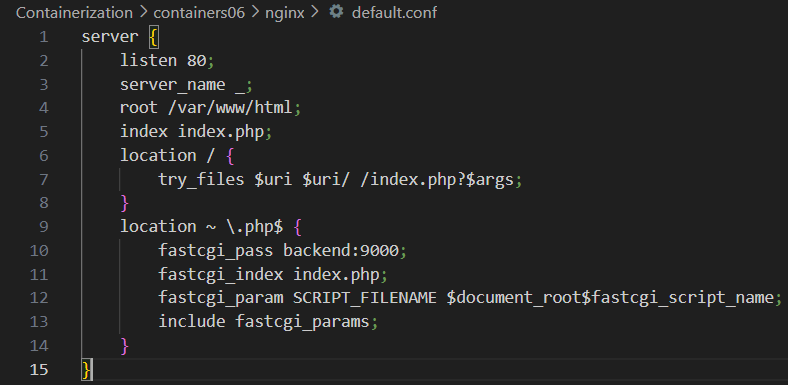 Containerization > containers06 > nginx > default.conf
1 server {
2 listen 80;
3 server_name _;
4 root /var/www/html;
5 index index.php;
6 location / {
7 try_files $uri $uri/ /index.php?$args;
8 }
9 location ~ \.php$ {
10 fastcgi_pass backend:9000;
11 fastcgi_index index.php;
12 fastcgi_param SCRIPT_FILENAME $document_root$fastcgi_script_name;
13 include fastcgi_params;
14 }
15 }